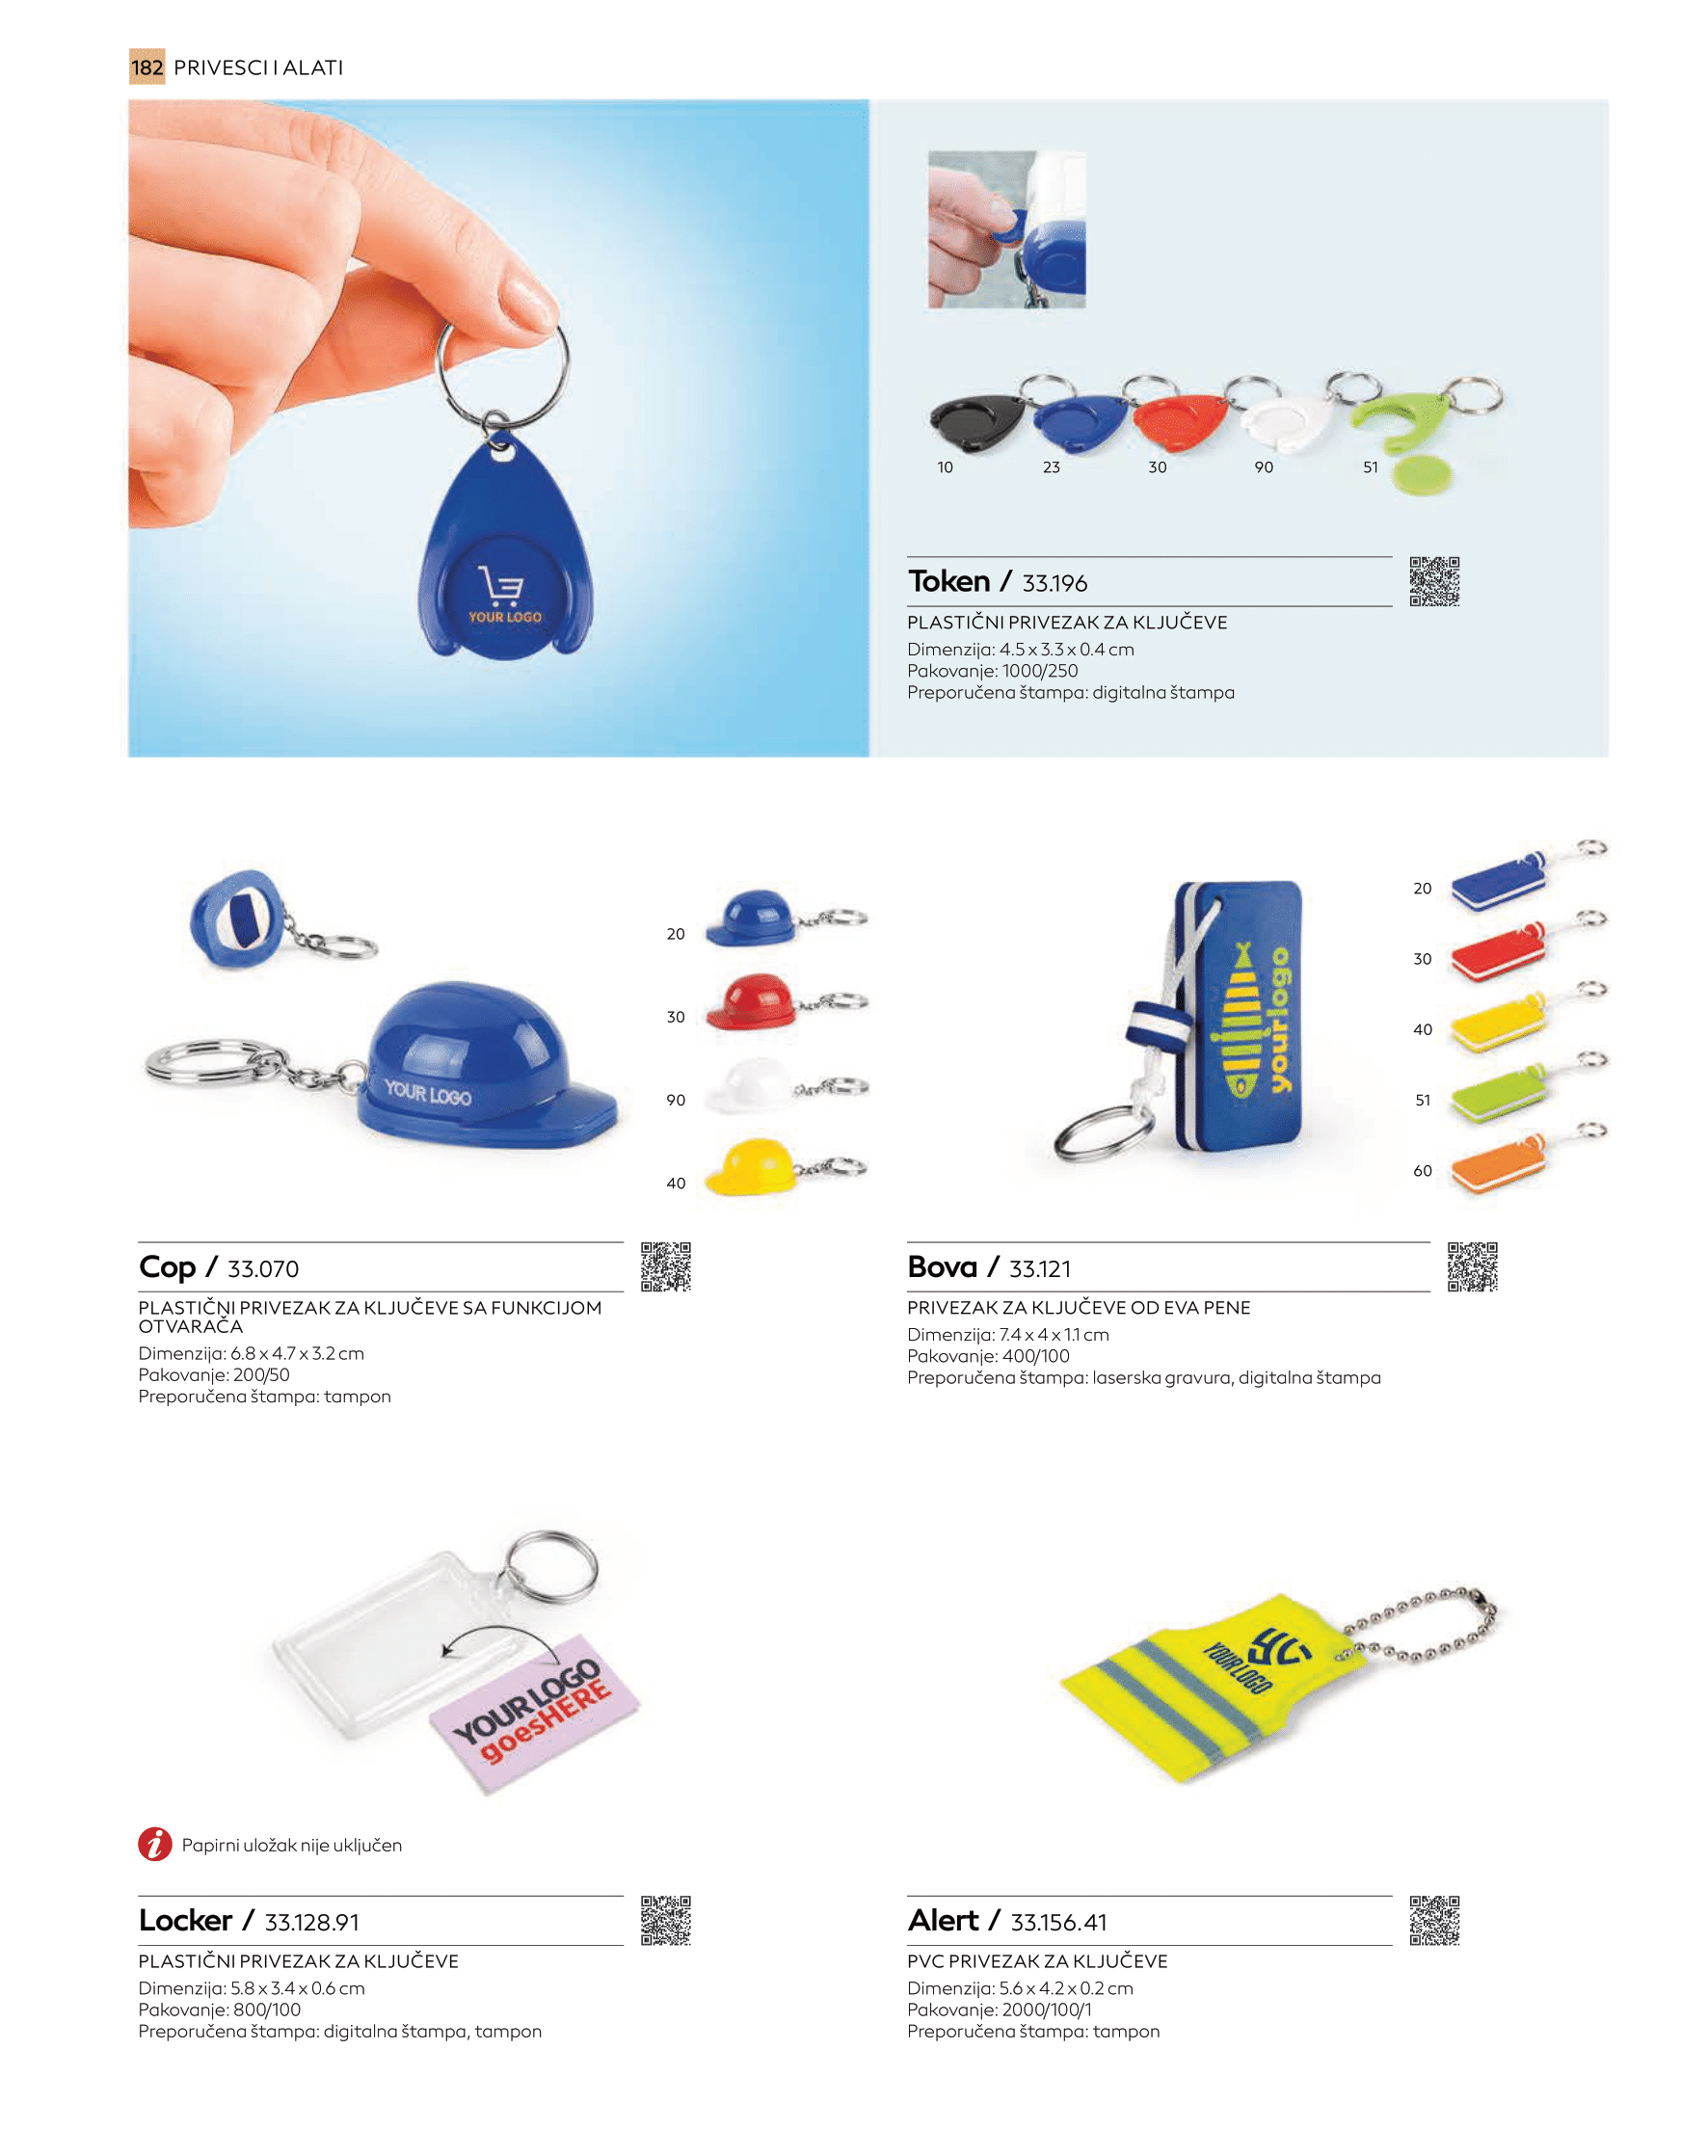 182 PRIVESCI I ALATI
YOUR LOGO
10 23 30 90 51
Token / 33.196
PLASTIČNI PRIVEZAK ZA KLJUČEVE
Dimenzija: 4.5 x 3.3 x 0.4 cm
Pakovanje: 1000/250
Preporučena štampa: digitalna štampa
YOUR LOGO
20
30
90
40
Cop / 33.070
PLASTIČNI PRIVEZAK ZA KLJUČEVE SA FUNKCIJOM
OTVARAČA
Dimenzija: 6.8 x 4.7 x 3.2 cm
Pakovanje: 200/50
Preporučena štampa: tampon
yourlogo
20
30
40
51
60
Bova / 33.121
PRIVEZAK ZA KLJUČEVE OD EVA PENE
Dimenzija: 7.4 x 4 x 1.1 cm
Pakovanje: 400/100
Preporučena štampa: laserska gravura, digitalna štampa
YOUR LOGO
goesHERE
i Papirni uložak nije uključen
Locker / 33.128.91
PLASTIČNI PRIVEZAK ZA KLJUČEVE
Dimenzija: 5.8 x 3.4 x 0.6 cm
Pakovanje: 800/100
Preporučena štampa: digitalna štampa, tampon
YOUR LOGO
Alert / 33.156.41
PVC PRIVEZAK ZA KLJUČEVE
Dimenzija: 5.6 x 4.2 x 0.2 cm
Pakovanje: 2000/100/1
Preporučena štampa: tampon